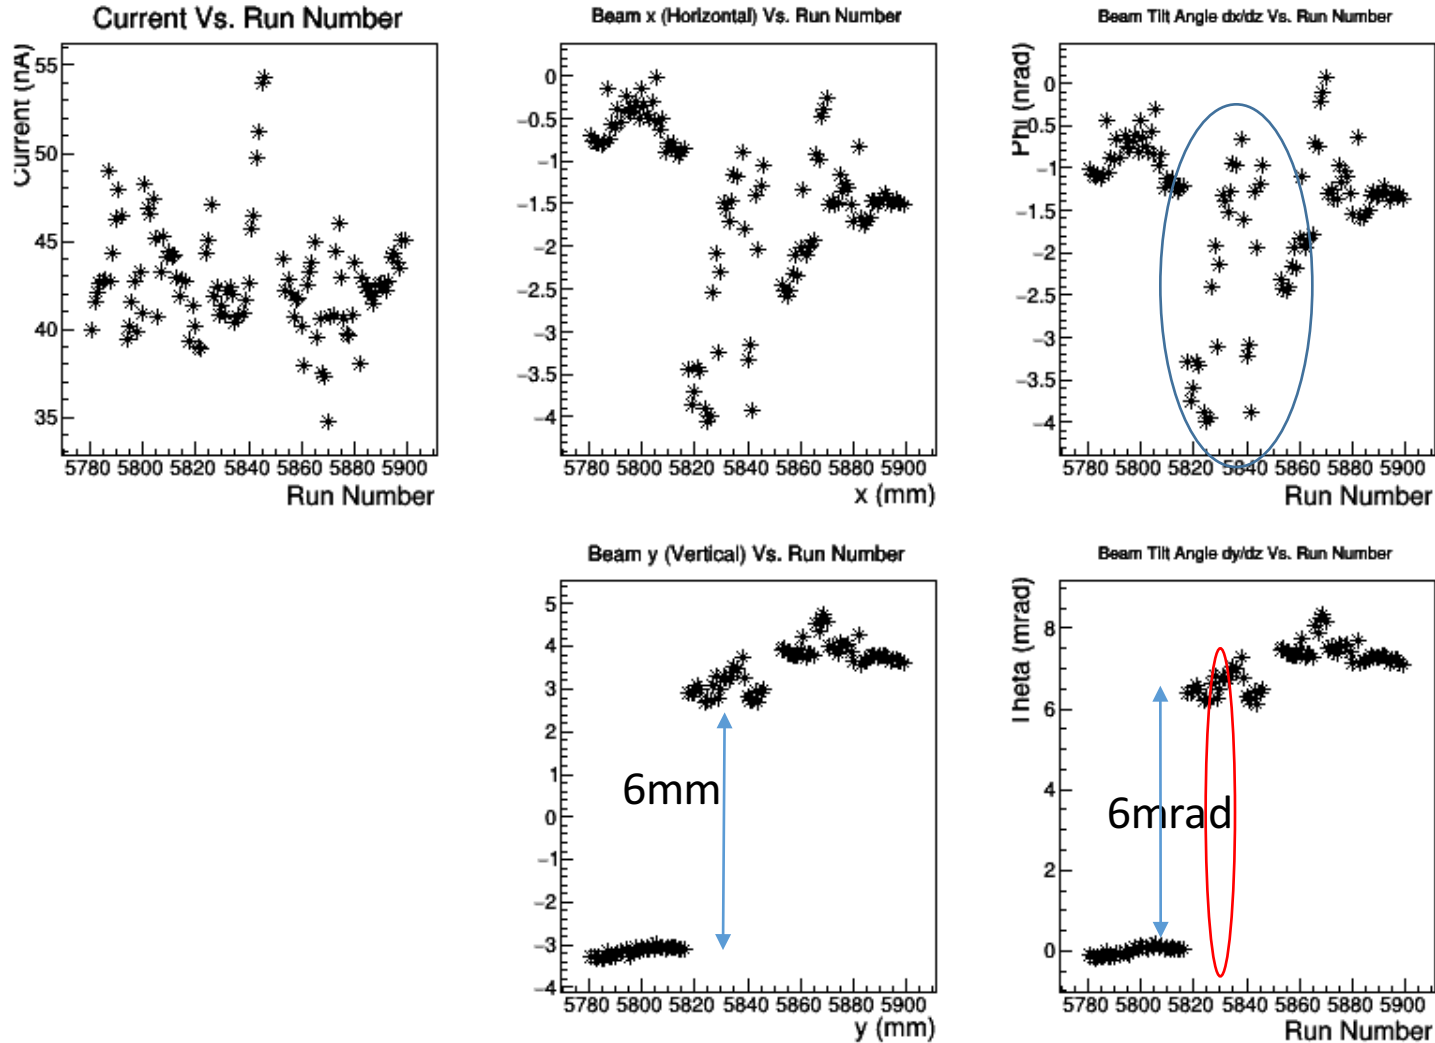 Current Vs. Run Number
Current (nA)
55
50
45
40
35
5780 5800 5820 5840 5860 5880 5900
Run Number
Beam x (Horizontal) Vs. Run Number
0
−0.5
−1
−1.5
−2
−2.5
−3
−3.5
−4
5780 5800 5820 5840 5860 5880 5900
x (mm)
Beam Tilt Angle dx/dz Vs. Run Number
Phi (nrad)
0
−0.5
−1
−1.5
−2
−2.5
−3
−3.5
−4
5780 5800 5820 5840 5860 5880 5900
Run Number
Beam y (Vertical) Vs. Run Number
5
4
3
2
1
0
−1
−2
−3
−4
6mm
5780 5800 5820 5840 5860 5880 5900
y (mm)
Beam Tilt Angle dy/dz Vs. Run Number
Theta (mrad)
8
6
4
2
0
6mrad
5780 5800 5820 5840 5860 5880 5900
Run Number